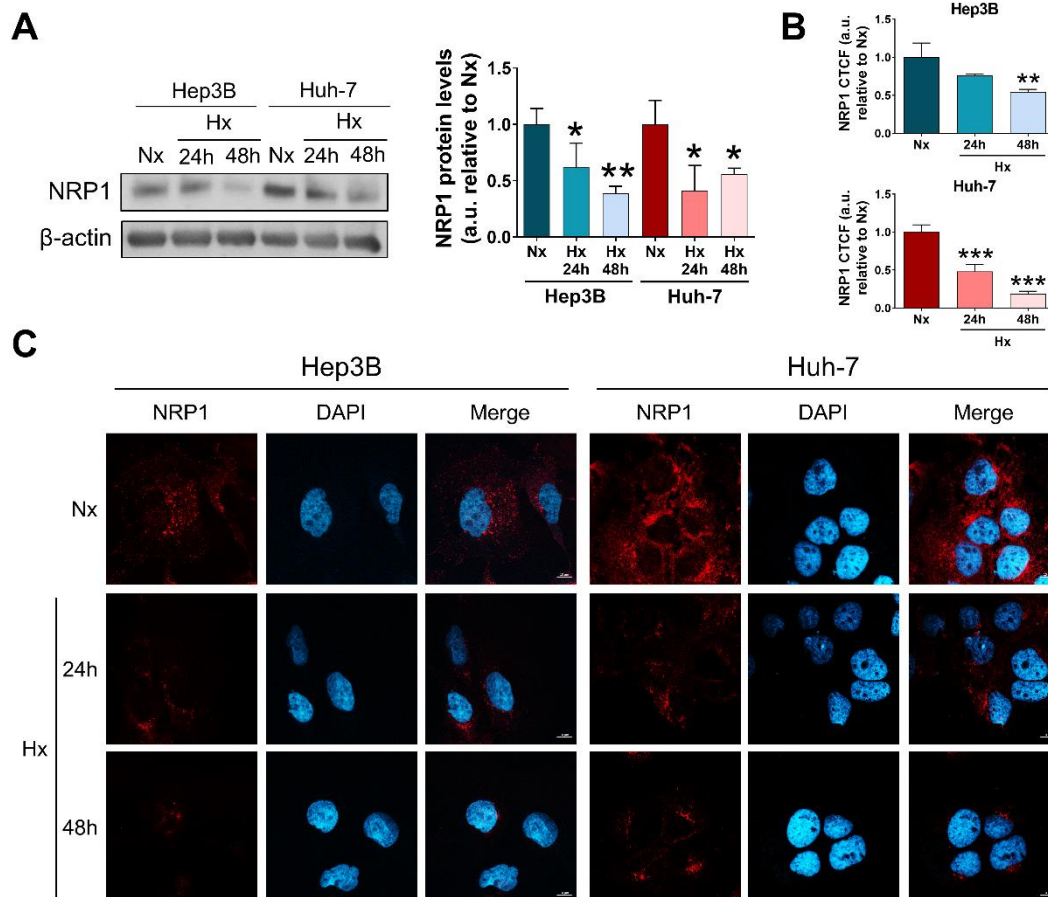 A
Hep3B Huh-7
Hx Hx
Nx 24h 48h Nx 24h 48h
NRP1
β-actin
NRP1 protein levels
(a.u. relative to Nx)
1.5
1.0
0.5
0.0
* ** * *
Nx Hx 24h Hx 48h Nx Hx 24h Hx 48h
Hep3B Huh-7
B
Hep3B
NRP1 CTCF (a.u.
relative to Nx)
1.5
1.0
0.5
0.0
**
Nx 24h 48h
Hx
Huh-7
NRP1 CTCF (a.u.
relative to Nx)
1.5
1.0
0.5
0.0
*** ***
Nx 24h 48h
Hx
C
Hep3B Huh-7
NRP1 DAPI Merge NRP1 DAPI Merge
Nx
Hx
24h
48h